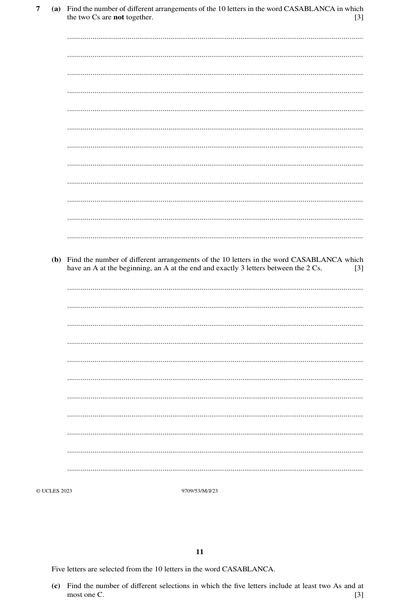 7 (a) Find the number of different arrangements of the 10 letters in the word CASABLANCA in which
the two Cs are not together. [3]
(b) Find the number of different arrangements of the 10 letters in the word CASABLANCA which
have an A at the beginning, an A at the end and exactly 3 letters between the 2 Cs. [3]
© UCLES 2023 9709/53/M/J/23
11
Five letters are selected from the 10 letters in the word CASABLANCA.
(c) Find the number of different selections in which the five letters include at least two As and at
most one C. [3]